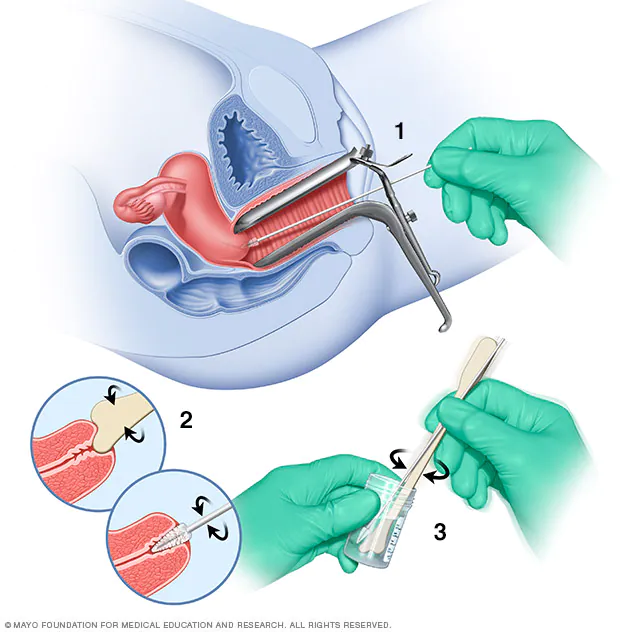 1
2
3
© MAYO FOUNDATION FOR MEDICAL EDUCATION AND RESEARCH. ALL RIGHTS RESERVED.